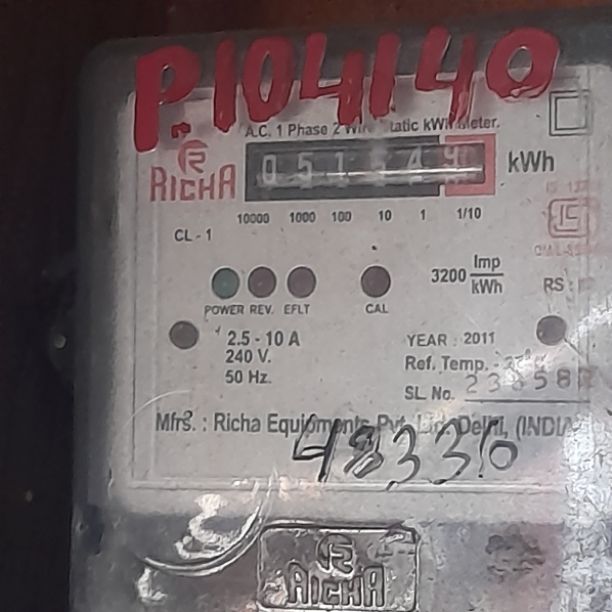 P.104140
A.C. 1 Phase 2 Wire Static kWh Meter.
RICHA
kWh
10000 1000 100 10 1 1/10
CL - 1
3200 Imp/kWh
POWER REV. EFLT CAL
RS :
2.5 - 10 A
240 V.
50 Hz.
YEAR : 2011
Ref. Temp. -
SL. No.
Mfrs. : Richa Equipments Pvt. Ltd. Delhi, (INDIA)
48336
RICHA